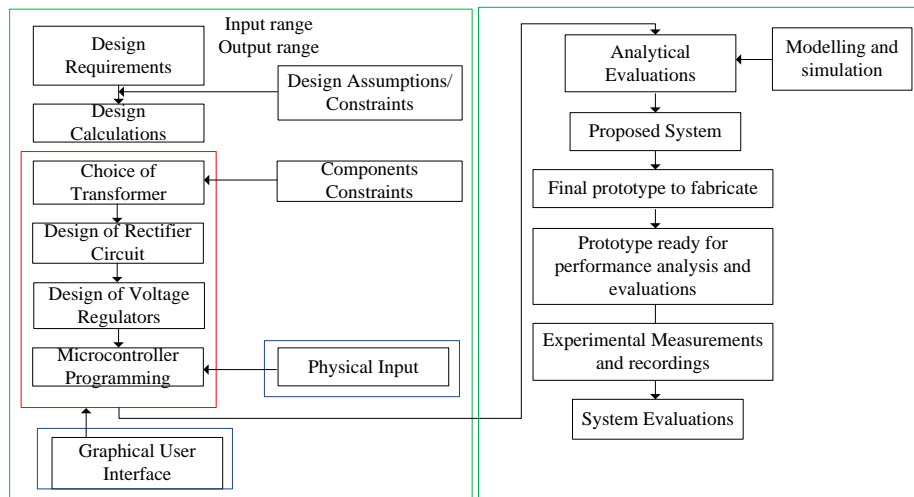 Input range
Output range
Design
Requirements
Design Assumptions/
Constraints
Design
Calculations
Choice of
Transformer
Components
Constraints
Design of Rectifier
Circuit
Design of Voltage
Regulators
Microcontroller
Programming
Physical Input
Graphical User
Interface
Analytical
Evaluations
Modelling and
simulation
Proposed System
Final prototype to fabricate
Prototype ready for
performance analysis and
evaluations
Experimental Measurements
and recordings
System Evaluations